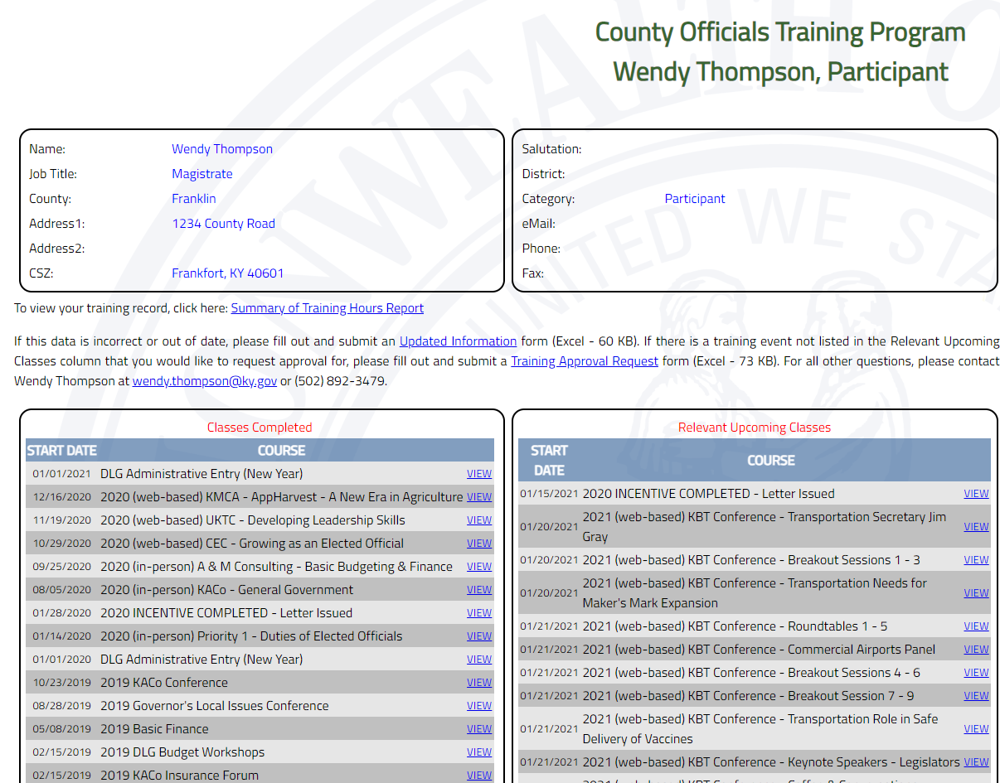 County Officials Training Program
Wendy Thompson, Participant
Name: Wendy Thompson
Job Title: Magistrate
County: Franklin
Address1: 1234 County Road
Address2:
CSZ: Frankfort, KY 40601
Salutation:
District:
Category: Participant
eMail:
Phone:
Fax:
To view your training record, click here: Summary of Training Hours Report
If this data is incorrect or out of date, please fill out and submit an Updated Information form (Excel - 60 KB). If there is a training event not listed in the Relevant Upcoming
Classes column that you would like to request approval for, please fill out and submit a Training Approval Request form (Excel - 73 KB). For all other questions, please contact
Wendy Thompson at wendy.thompson@ky.gov or (502) 892-3479.
Classes Completed
START DATE COURSE
01/01/2021 DLG Administrative Entry (New Year) VIEW
12/16/2020 2020 (web-based) KMCA - AppHarvest - A New Era in Agriculture VIEW
11/19/2020 2020 (web-based) UKTC - Developing Leadership Skills VIEW
10/29/2020 2020 (web-based) CEC - Growing as an Elected Official VIEW
09/25/2020 2020 (in-person) A & M Consulting - Basic Budgeting & Finance VIEW
08/05/2020 2020 (in-person) KACo - General Government VIEW
01/28/2020 2020 INCENTIVE COMPLETED - Letter Issued VIEW
01/14/2020 2020 (in-person) Priority 1 - Duties of Elected Officials VIEW
01/01/2020 DLG Administrative Entry (New Year) VIEW
10/23/2019 2019 KACo Conference VIEW
08/28/2019 2019 Governor's Local Issues Conference VIEW
05/08/2019 2019 Basic Finance VIEW
02/15/2019 2019 DLG Budget Workshops VIEW
02/15/2019 2019 KACo Insurance Forum VIEW
Relevant Upcoming Classes
START
DATE
COURSE
01/15/2021 2020 INCENTIVE COMPLETED - Letter Issued VIEW
01/20/2021 2021 (web-based) KBT Conference - Transportation Secretary Jim
Gray VIEW
01/20/2021 2021 (web-based) KBT Conference - Breakout Sessions 1 - 3 VIEW
01/20/2021 2021 (web-based) KBT Conference - Transportation Needs for
Maker's Mark Expansion VIEW
01/21/2021 2021 (web-based) KBT Conference - Roundtables 1 - 5 VIEW
01/21/2021 2021 (web-based) KBT Conference - Commercial Airports Panel VIEW
01/21/2021 2021 (web-based) KBT Conference - Breakout Sessions 4 - 6 VIEW
01/21/2021 2021 (web-based) KBT Conference - Breakout Session 7 - 9 VIEW
01/21/2021 2021 (web-based) KBT Conference - Transportation Role in Safe
Delivery of Vaccines VIEW
01/21/2021 2021 (web-based) KBT Conference - Keynote Speakers - Legislators VIEW
UNITED WE STA